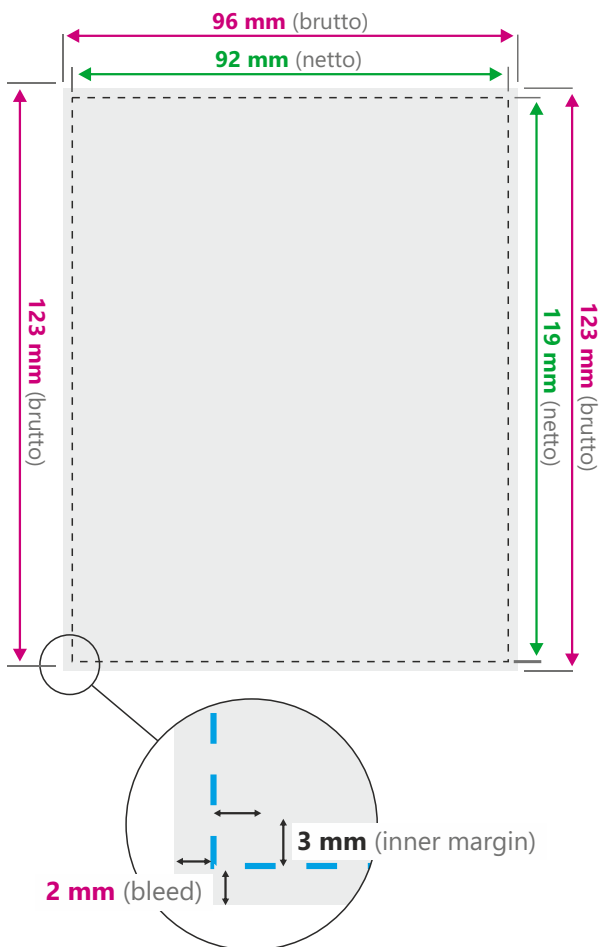 96 mm (brutto)
92 mm (netto)
123 mm (brutto)
119 mm (netto)
123 mm (brutto)
3 mm (inner margin)
2 mm (bleed)